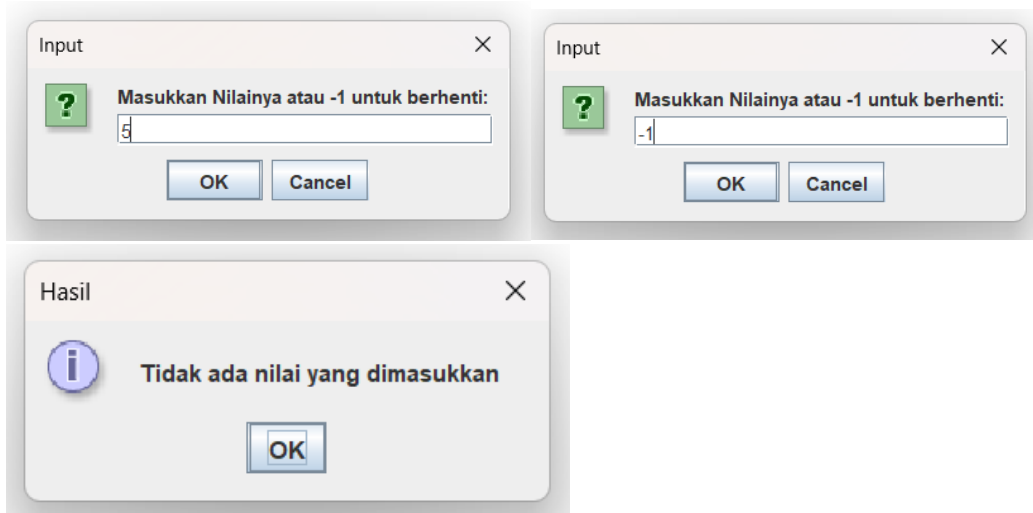 Input
Masukkan Nilainya atau -1 untuk berhenti:
5
OK Cancel
Input
Masukkan Nilainya atau -1 untuk berhenti:
-1
OK Cancel
Hasil
Tidak ada nilai yang dimasukkan
OK